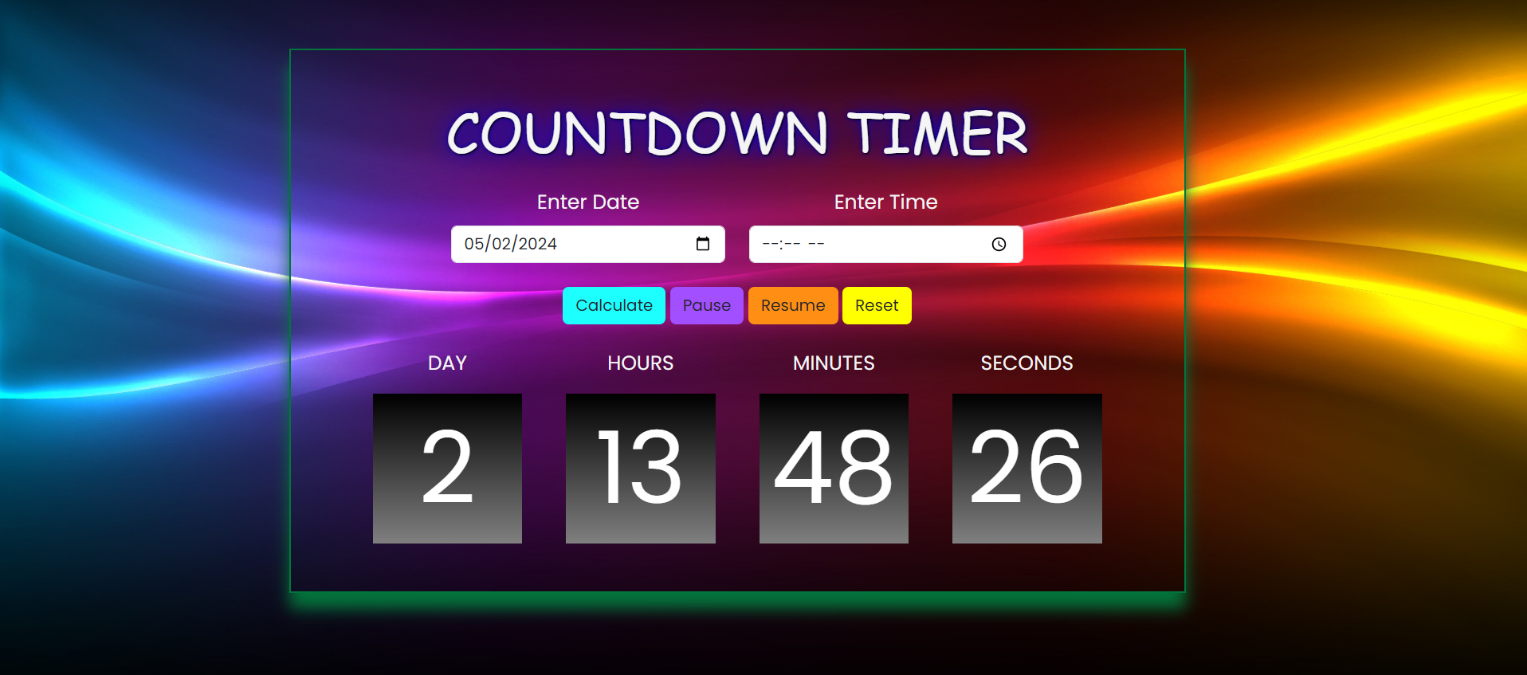 COUNTDOWN TIMER
Enter Date Enter Time
05/02/2024 --:-- --
Calculate Pause Resume Reset
DAY HOURS MINUTES SECONDS
2 13 48 26